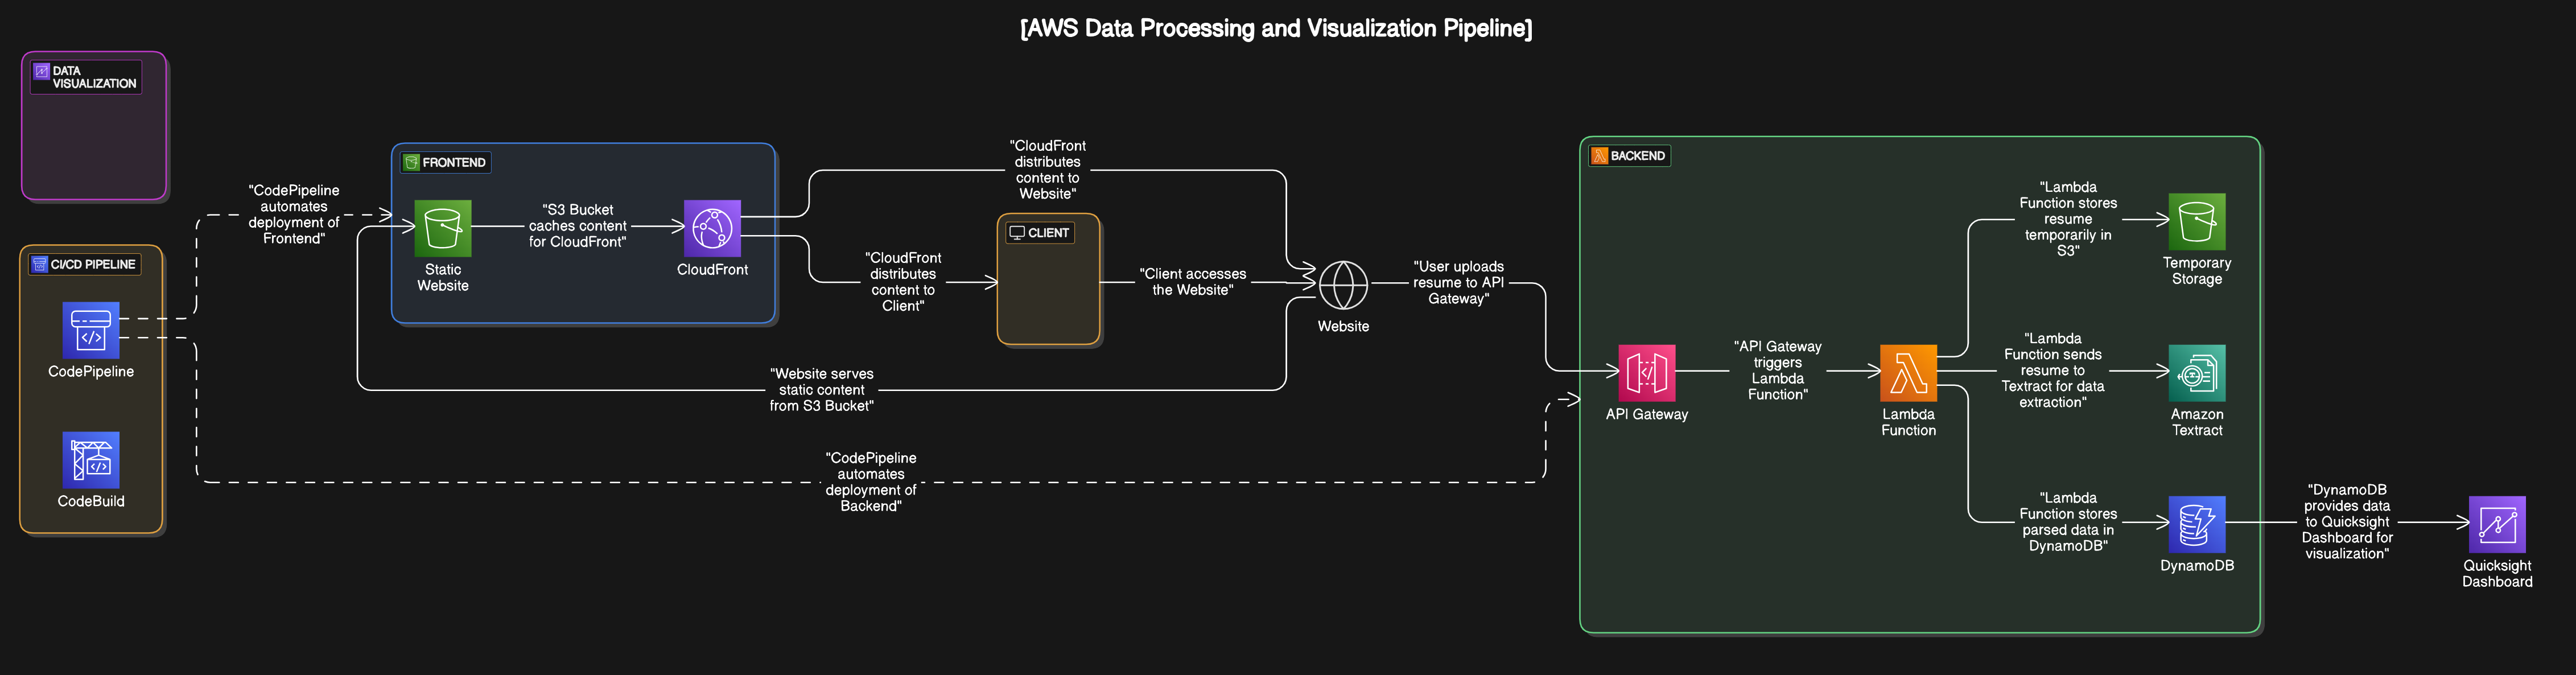 [AWS Data Processing and Visualization Pipeline]
DATA
VISUALIZATION
CI/CD PIPELINE
CodePipeline
CodeBuild
"CodePipeline
automates
deployment of
Frontend"
FRONTEND
Static
Website
"S3 Bucket
caches content
for CloudFront"
CloudFront
"CloudFront
distributes
content to
Website"
"CloudFront
distributes
content to
Client"
CLIENT
"Client accesses
the Website"
Website
"Website serves
static content
from S3 Bucket"
"CodePipeline
automates
deployment of
Backend"
"User uploads
resume to API
Gateway"
BACKEND
API Gateway
"API Gateway
triggers
Lambda
Function"
Lambda
Function
"Lambda
Function stores
resume
temporarily in
S3"
Temporary
Storage
"Lambda
Function sends
resume to
Textract for data
extraction"
Amazon
Textract
"Lambda
Function stores
parsed data in
DynamoDB"
DynamoDB
"DynamoDB
provides data
to Quicksight
Dashboard for
visualization"
Quicksight
Dashboard